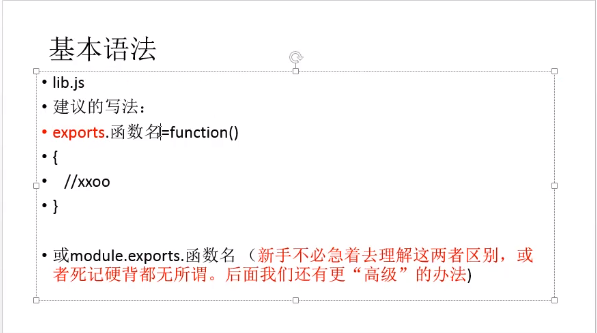 基本语法
• lib.js
• 建议的写法：
• exports.函数名=function()
• {
•   //xxoo
• }
• 或module.exports.函数名 （新手不必急着去理解这两者区别，或
者死记硬背都无所谓。后面我们还有更“高级”的办法)